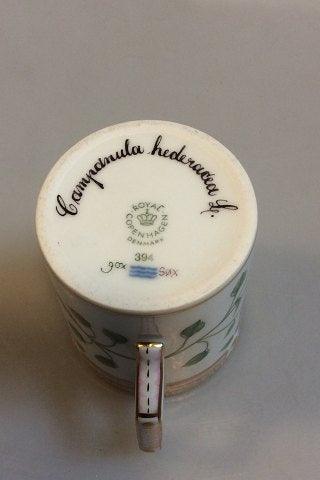 Campanula hederacea L.
ROYAL
COPENHAGEN
DENMARK
394